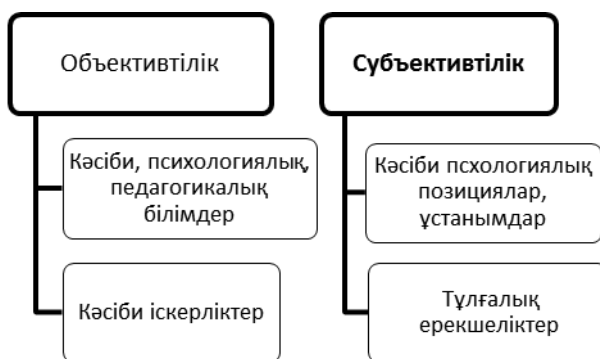 Объективтілік
Кәсіби, психологиялық,
педагогикалық
білімдер
Кәсіби іскерліктер
Субъективтілік
Кәсіби псхологиялық
позициялар,
ұстанымдар
Тұлғалық
ерекшеліктер